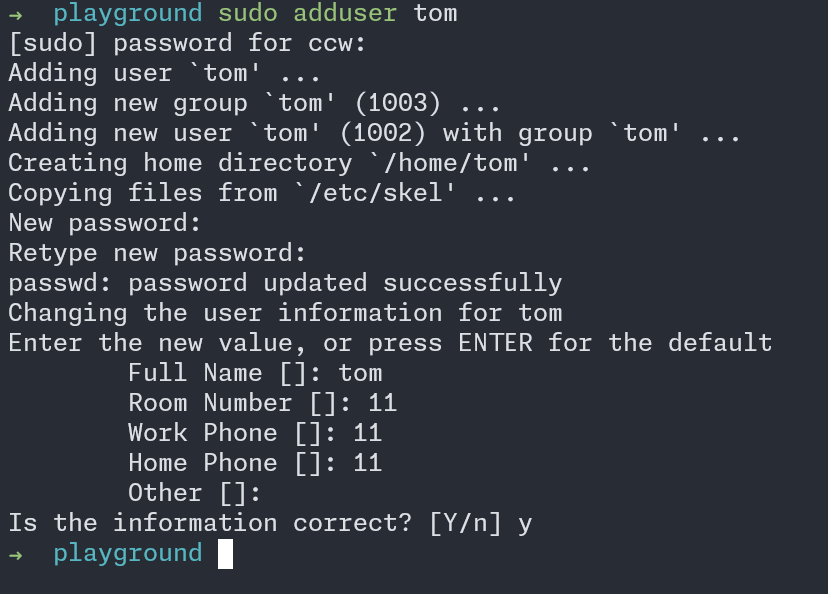 → playground sudo adduser tom
[sudo] password for ccw:
Adding user `tom' ...
Adding new group `tom' (1003) ...
Adding new user `tom' (1002) with group `tom' ...
Creating home directory `/home/tom' ...
Copying files from `/etc/skel' ...
New password:
Retype new password:
passwd: password updated successfully
Changing the user information for tom
Enter the new value, or press ENTER for the default
Full Name []: tom
Room Number []: 11
Work Phone []: 11
Home Phone []: 11
Other []:
Is the information correct? [Y/n] y
→ playground